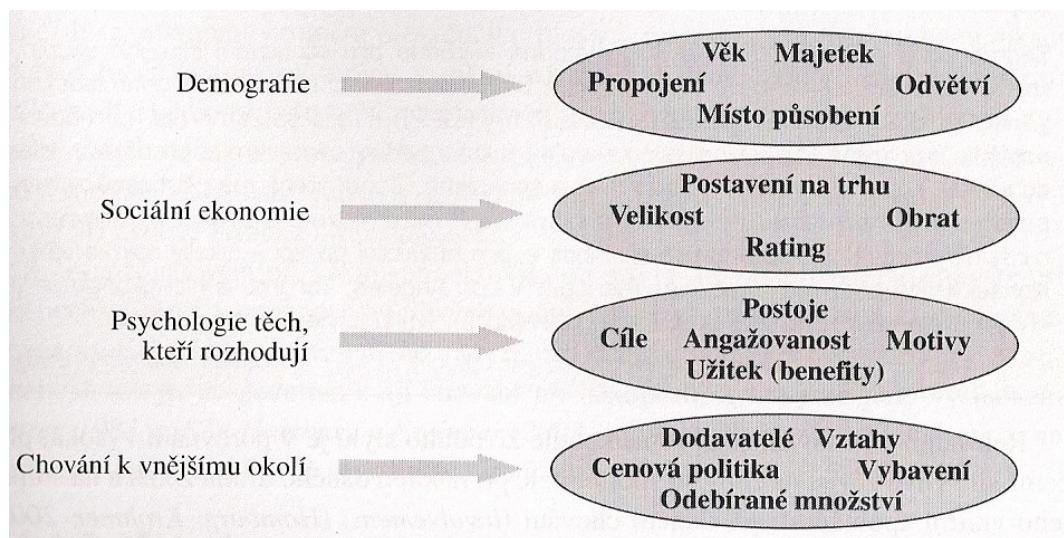 Věk Majetek
Demografie Propojení Odvětví
Místo působení
Postavení na trhu
Sociální ekonomie Velikost Obrat
Rating
Psychologie těch, Postoje
kteří rozhodují Cíle Angažovanost Motivy
Užitek (benefity)
Dodavatelé Vztahy
Chování k vnějšímu okolí Cenová politika Vybavení
Odebírané množství